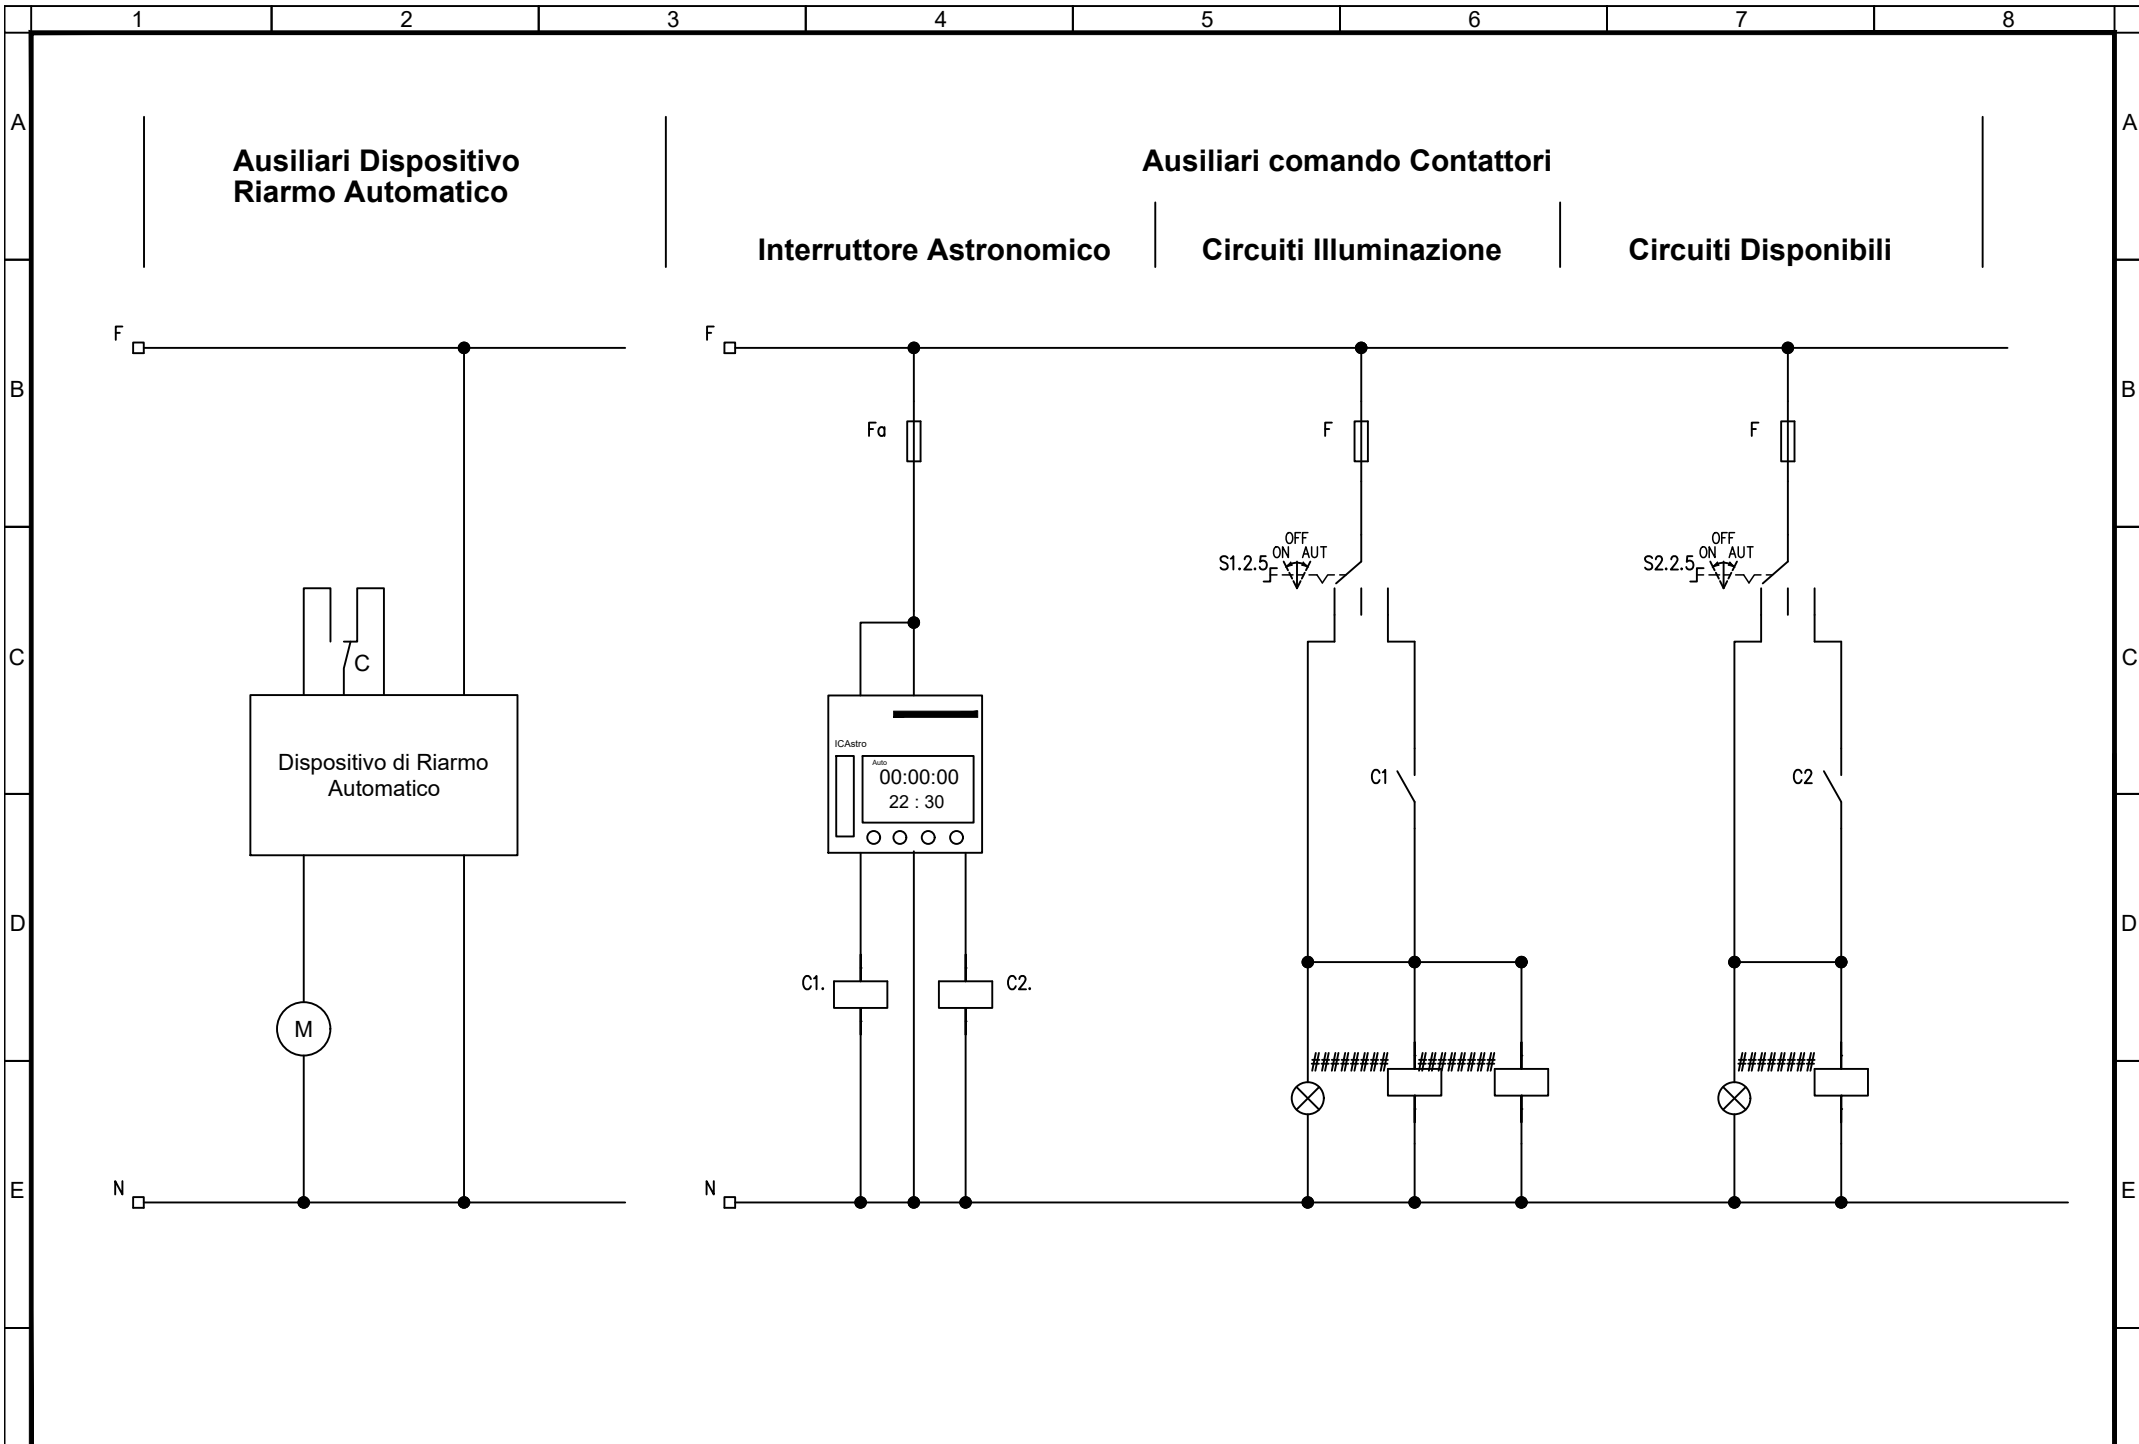 1 2 3 4 5 6 7 8
A A
Ausiliari Dispositivo
Riarmo Automatico
Ausiliari comando Contattori
Interruttore Astronomico
Circuiti Illuminazione
Circuiti Disponibili
F F
B B
Fa F F
OFF
ON AUT
S1.2.5
OFF
ON AUT
S2.2.5
C C
C
Dispositivo di Riarmo
Automatico
ICAstro
Auto
00:00:00
22 : 30
C1 C2
D D
C1. C2.
M
######## ######## ########
N N
E E